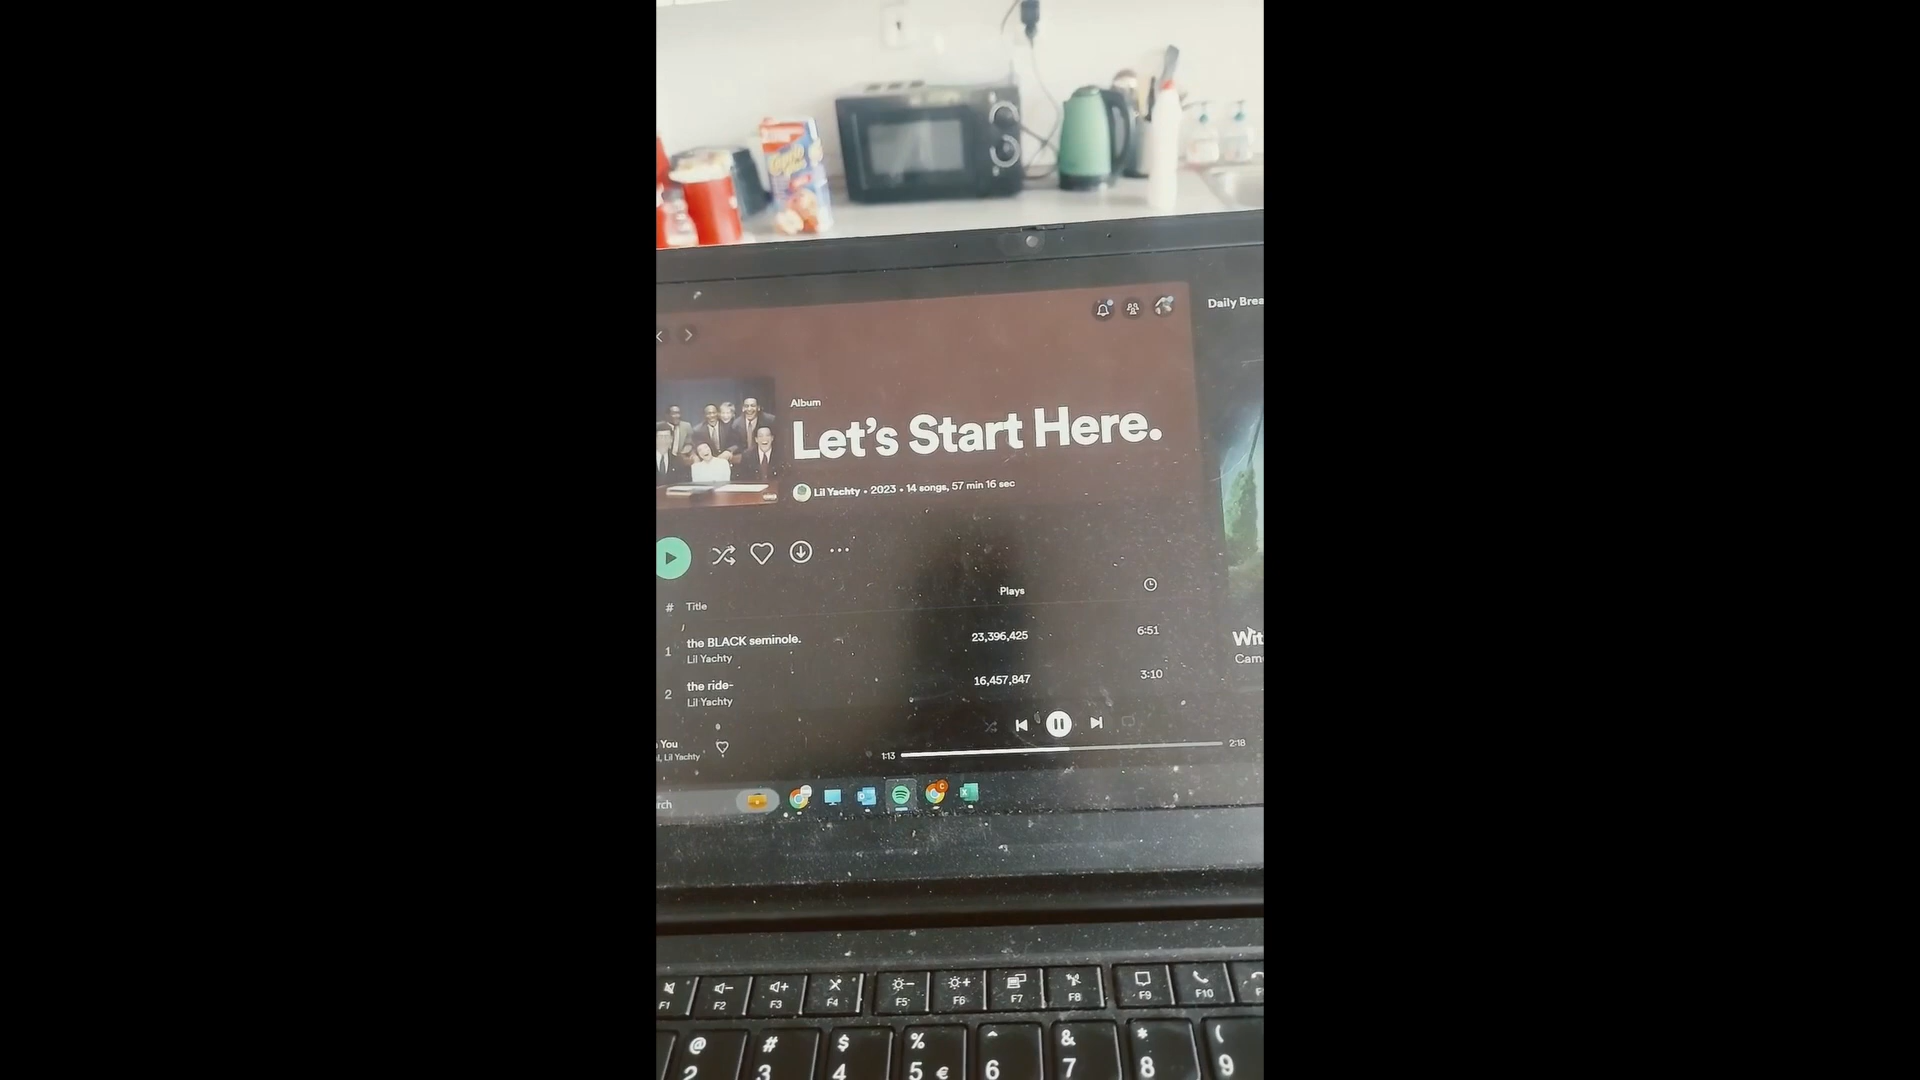 Daily Brea
Album
Let's Start Here.
Lil Yachty • 2023 • 14 songs, 57 min 16 sec
# Title Plays
1 the BLACK seminole. 23,396,425 6:51
Lil Yachty
2 the ride- 16,457,847 3:10
Lil Yachty
Wit
Cam
You
l, Lil Yachty
1:13 2:18
rch
F1 F2 F3 F4 F5 F6 F7 F8 F9 F10 F
@ # $ % ^ & * (
2 3 4 5 € 6 7 8 9